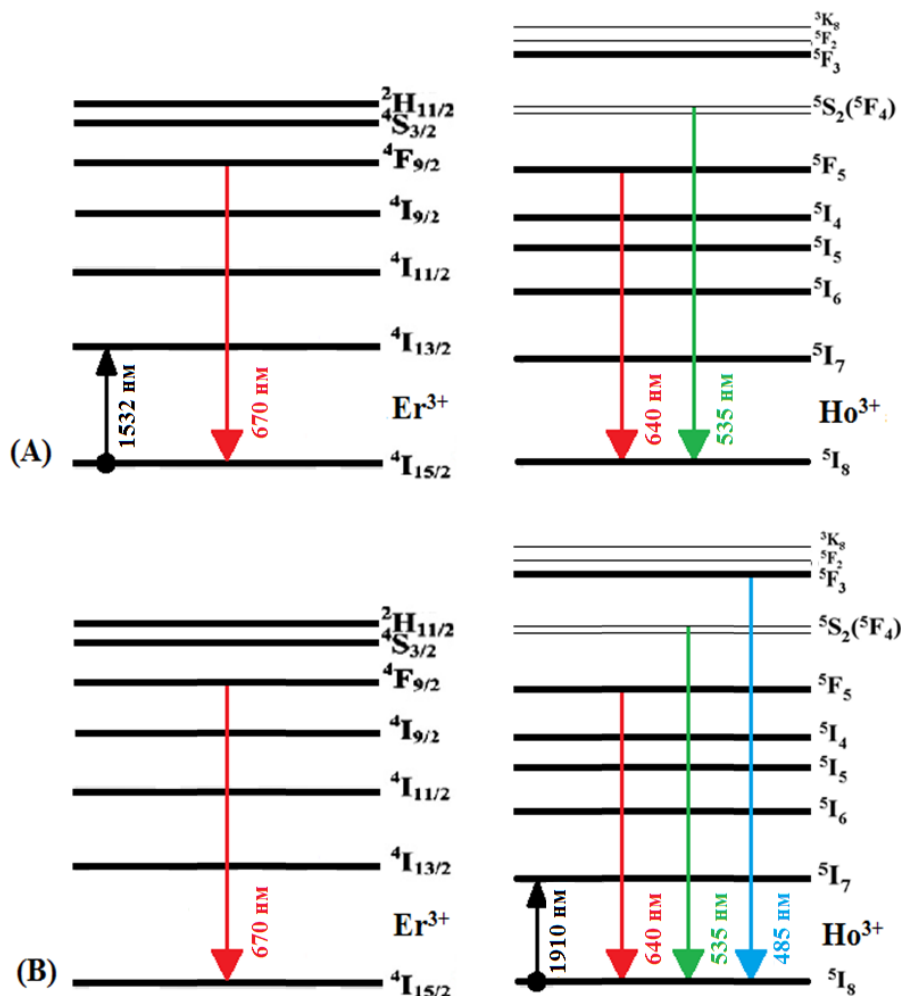 ³K₈
⁵F₂
⁵F₃
²H₁₁/₂
⁴S₃/₂
⁵S₂(⁵F₄)
⁴F₉/₂
⁵F₅
⁴I₉/₂
⁵I₄
⁵I₅
⁴I₁₁/₂
⁵I₆
⁴I₁₃/₂
⁵I₇
1532 нм
670 нм
640 нм
535 нм
Er³⁺
Ho³⁺
(A)
⁴I₁₅/₂
⁵I₈
³K₈
⁵F₂
⁵F₃
²H₁₁/₂
⁴S₃/₂
⁵S₂(⁵F₄)
⁴F₉/₂
⁵F₅
⁴I₉/₂
⁵I₄
⁵I₅
⁴I₁₁/₂
⁵I₆
⁴I₁₃/₂
⁵I₇
670 нм
1910 нм
640 нм
535 нм
485 нм
Er³⁺
Ho³⁺
(B)
⁴I₁₅/₂
⁵I₈